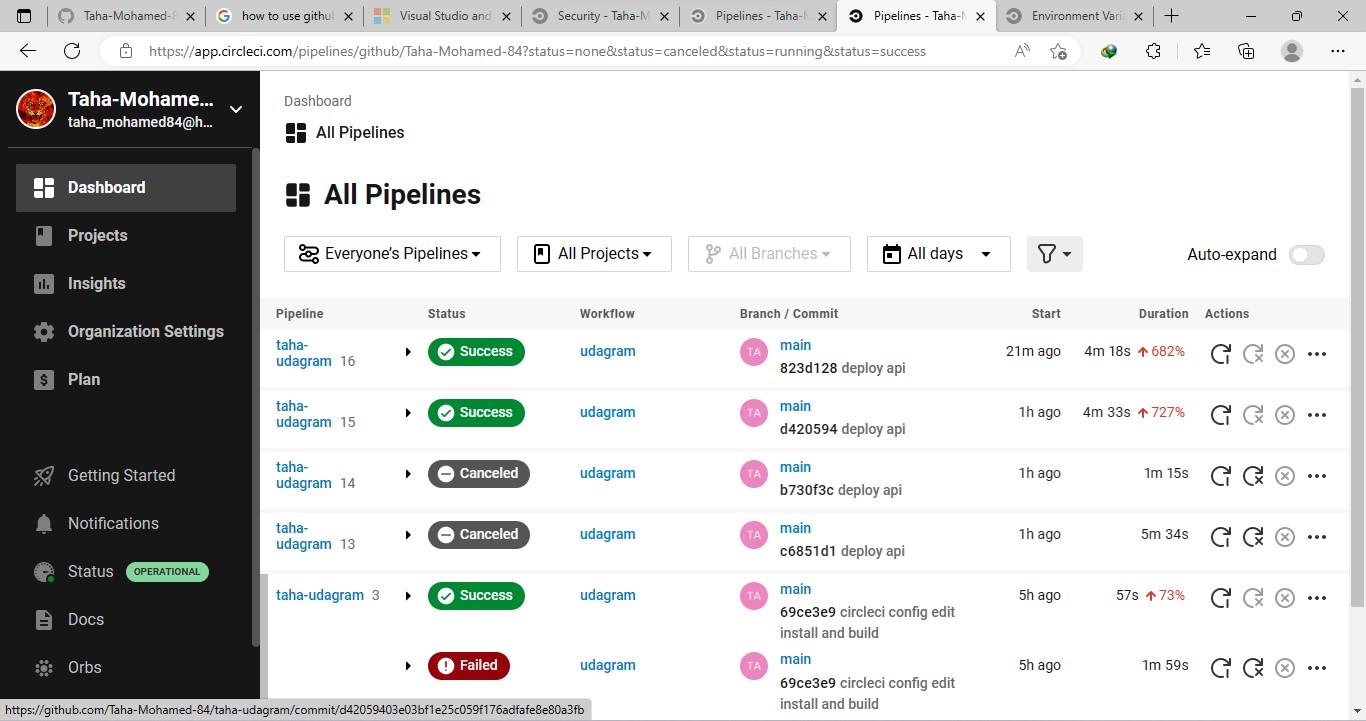 Taha-Mohamed-8
how to use githu
Visual Studio and
Security - Taha-M
Pipelines - Taha-M
Pipelines - Taha-M
Environment Varia
https://app.circleci.com/pipelines/github/Taha-Mohamed-84?status=none&status=canceled&status=running&status=success
Taha-Mohame...
taha_mohamed84@h...
Dashboard
Projects
Insights
Organization Settings
Plan
Getting Started
Notifications
Status OPERATIONAL
Docs
Orbs
Dashboard
All Pipelines
All Pipelines
Everyone's Pipelines All Projects All Branches All days Auto-expand
Pipeline Status Workflow Branch / Commit Start Duration Actions
taha-udagram 16 Success udagram TA main 21m ago 4m 18s 682%
823d128 deploy api
taha-udagram 15 Success udagram TA main 1h ago 4m 33s 727%
d420594 deploy api
taha-udagram 14 Canceled udagram TA main 1h ago 1m 15s
b730f3c deploy api
taha-udagram 13 Canceled udagram TA main 1h ago 5m 34s
c6851d1 deploy api
taha-udagram 3 Success udagram TA main 5h ago 57s 73%
69ce3e9 circleci config edit
install and build
Failed udagram TA main 5h ago 1m 59s
69ce3e9 circleci config edit
install and build
https://github.com/Taha-Mohamed-84/taha-udagram/commit/d42059403e03bf1e25c059f176adfafe8e80a3fb